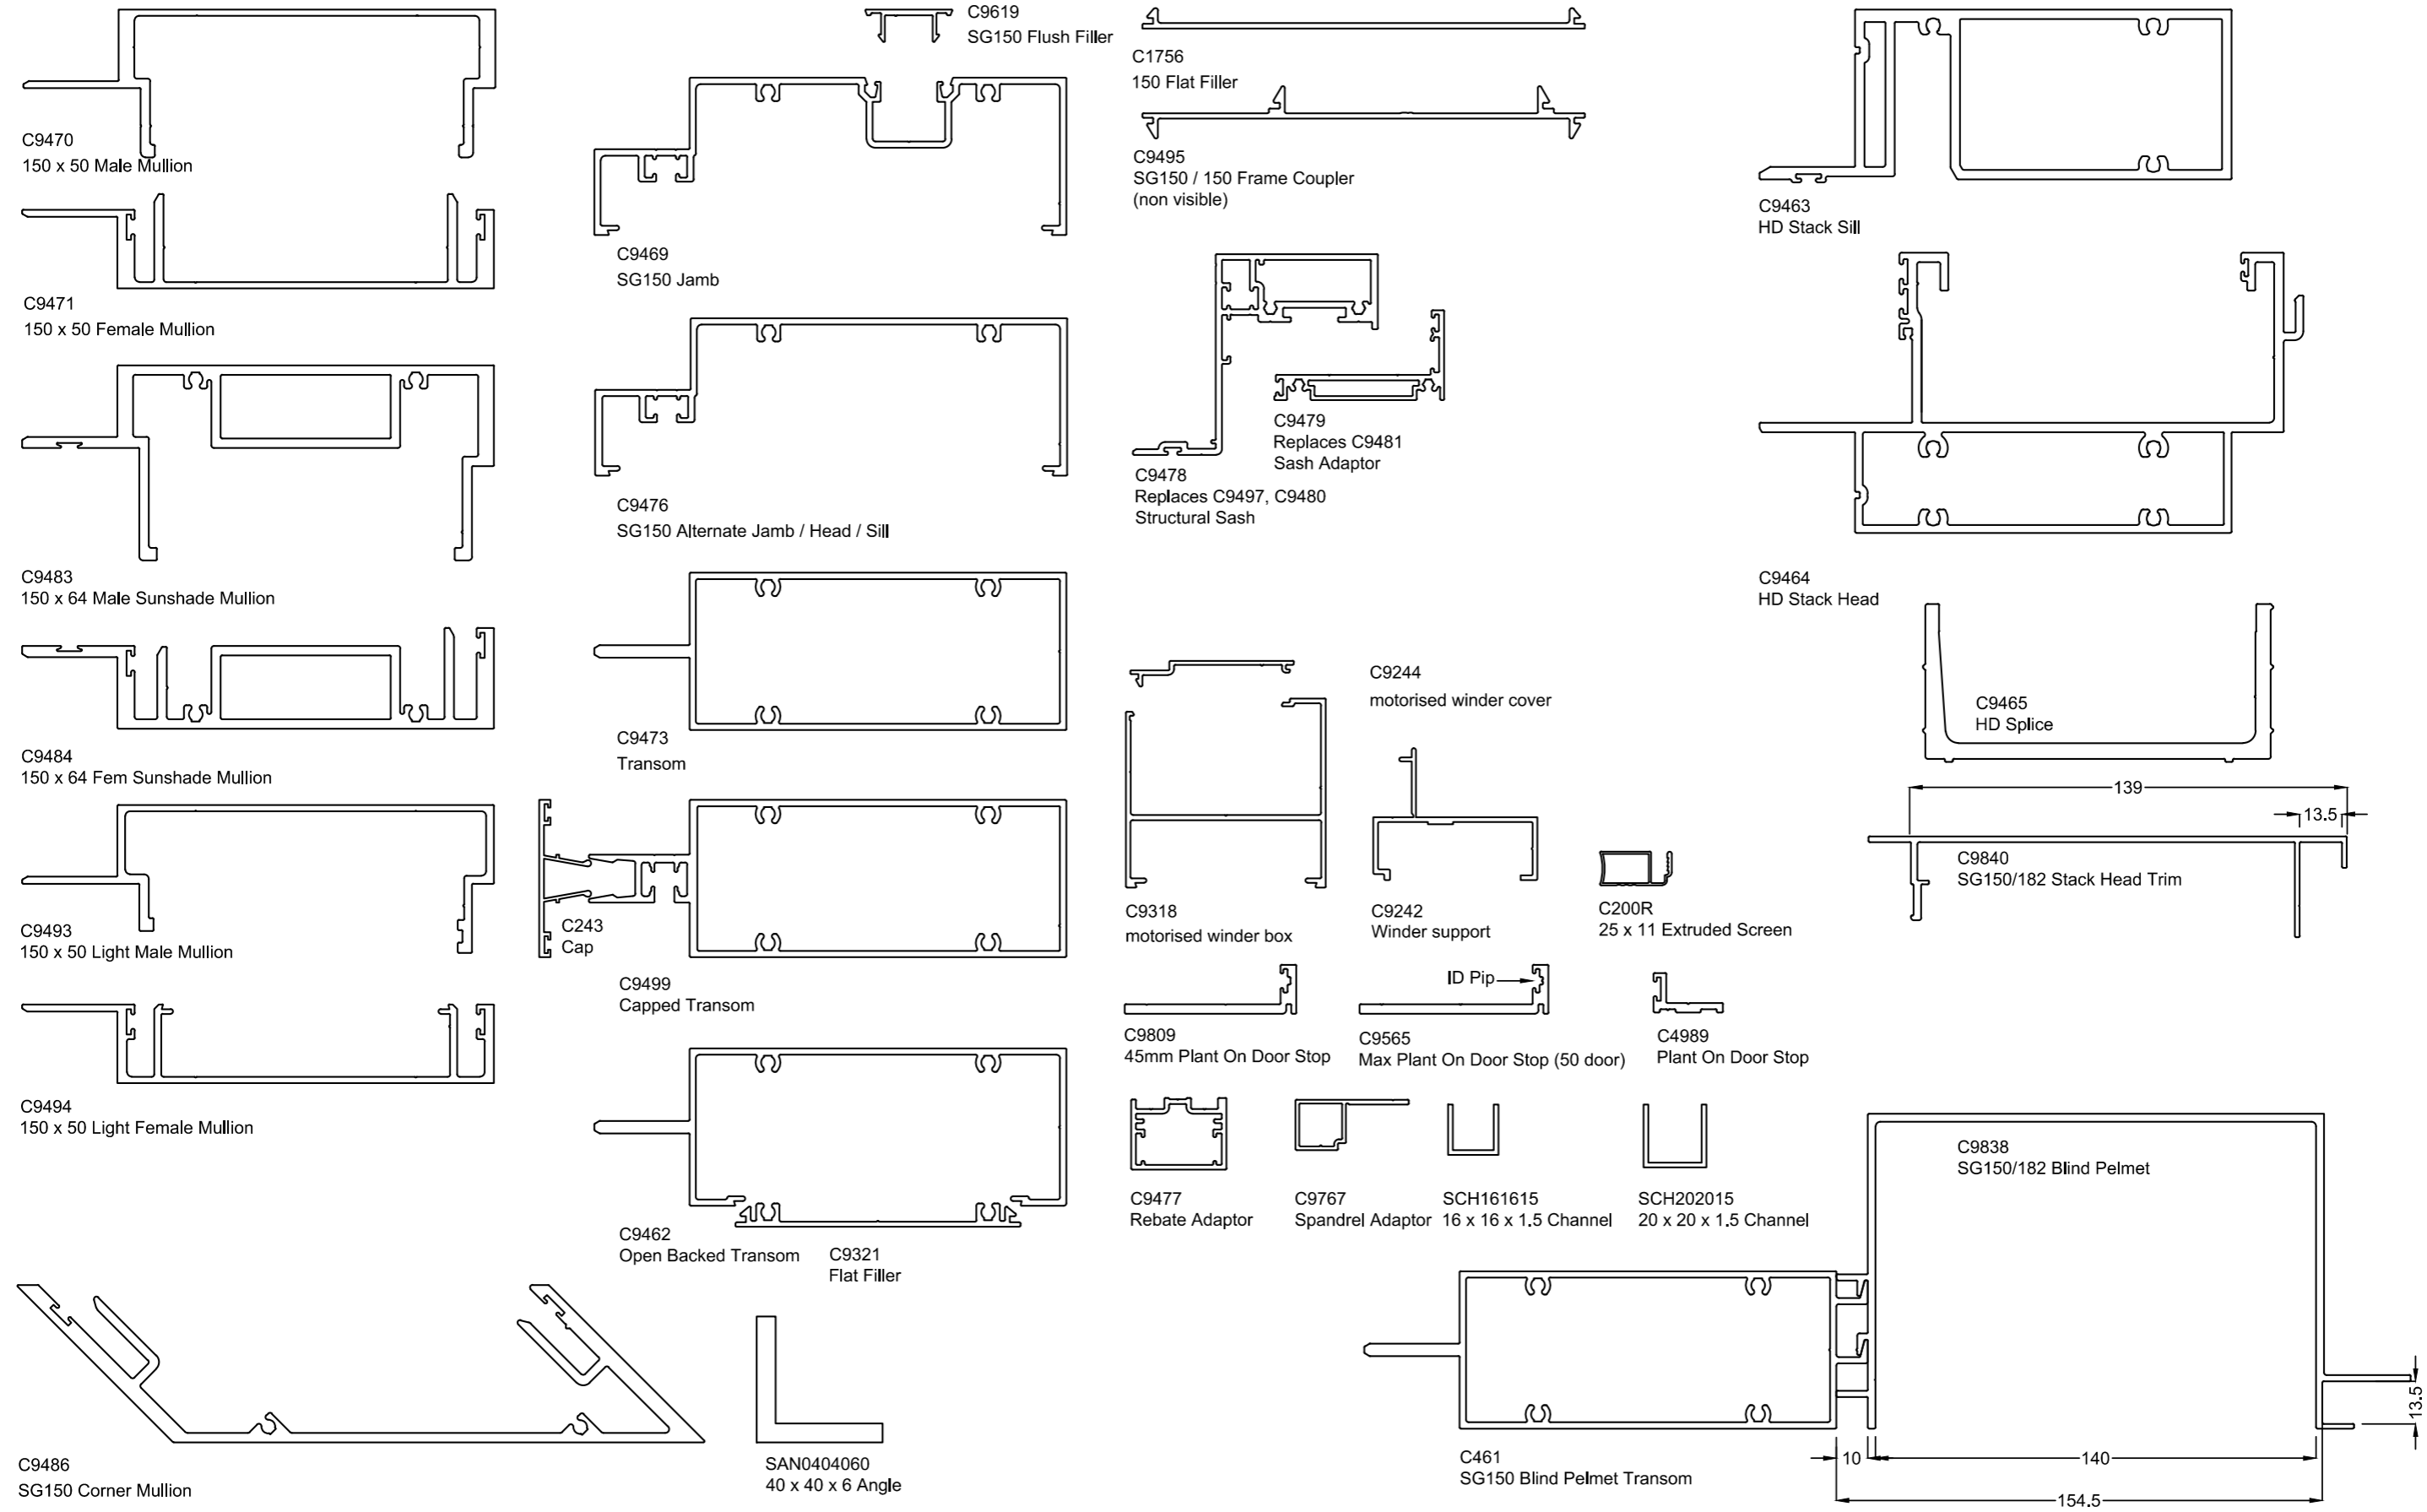 C9470
150 x 50 Male Mullion
C9471
150 x 50 Female Mullion
C9483
150 x 64 Male Sunshade Mullion
C9484
150 x 64 Fem Sunshade Mullion
C9493
150 x 50 Light Male Mullion
C9494
150 x 50 Light Female Mullion
C9486
SG150 Corner Mullion
C9619
SG150 Flush Filler
C9469
SG150 Jamb
C9476
SG150 Alternate Jamb / Head / Sill
C9473
Transom
C243
Cap
C9499
Capped Transom
C9462
Open Backed Transom
C9321
Flat Filler
SAN0404060
40 x 40 x 6 Angle
C1756
150 Flat Filler
C9495
SG150 / 150 Frame Coupler
(non visible)
C9479
Replaces C9481
Sash Adaptor
C9478
Replaces C9497, C9480
Structural Sash
C9244
motorised winder cover
C9318
motorised winder box
C9242
Winder support
C200R
25 x 11 Extruded Screen
C9809
45mm Plant On Door Stop
ID Pip
C9565
Max Plant On Door Stop (50 door)
C4989
Plant On Door Stop
C9477
Rebate Adaptor
C9767
Spandrel Adaptor
SCH161615
16 x 16 x 1.5 Channel
SCH202015
20 x 20 x 1.5 Channel
C9463
HD Stack Sill
C9464
HD Stack Head
C9465
HD Splice
139
13.5
C9840
SG150/182 Stack Head Trim
C9838
SG150/182 Blind Pelmet
13.5
C461
SG150 Blind Pelmet Transom
10
140
154.5